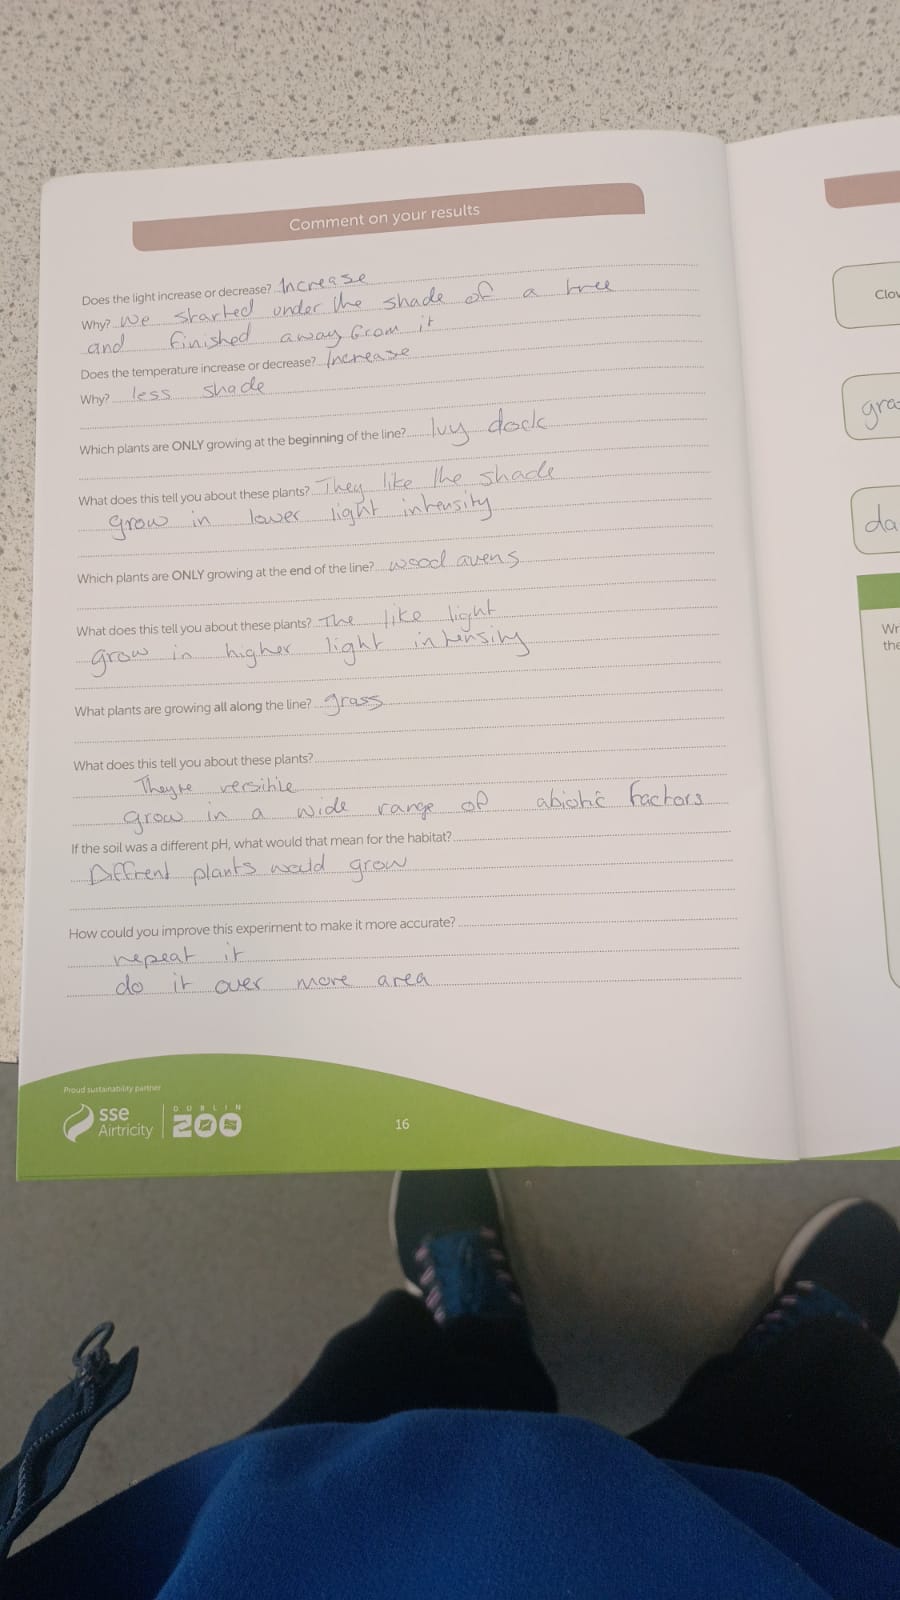 Comment on your results
Does the light increase or decrease? Increase
Why? We started under the shade of a tree
and finished away from it
Does the temperature increase or decrease? Increase
Why? less shade
Which plants are ONLY growing at the beginning of the line? Ivy dock
What does this tell you about these plants? They like the shade
grow in lower light intensity
Which plants are ONLY growing at the end of the line? wood avens
What does this tell you about these plants? The like light
grow in higher light intensity
What plants are growing all along the line? grass
What does this tell you about these plants?
Theyre versitile
grow in a wide range of abiotic factors
If the soil was a different pH, what would that mean for the habitat?
Diffrent plants would grow
How could you improve this experiment to make it more accurate?
repeat it
do it over more area
Proud sustainability partner
sse
Airtricity
DUBLIN
ZOO
16
Clov
gra
da
Wr
the